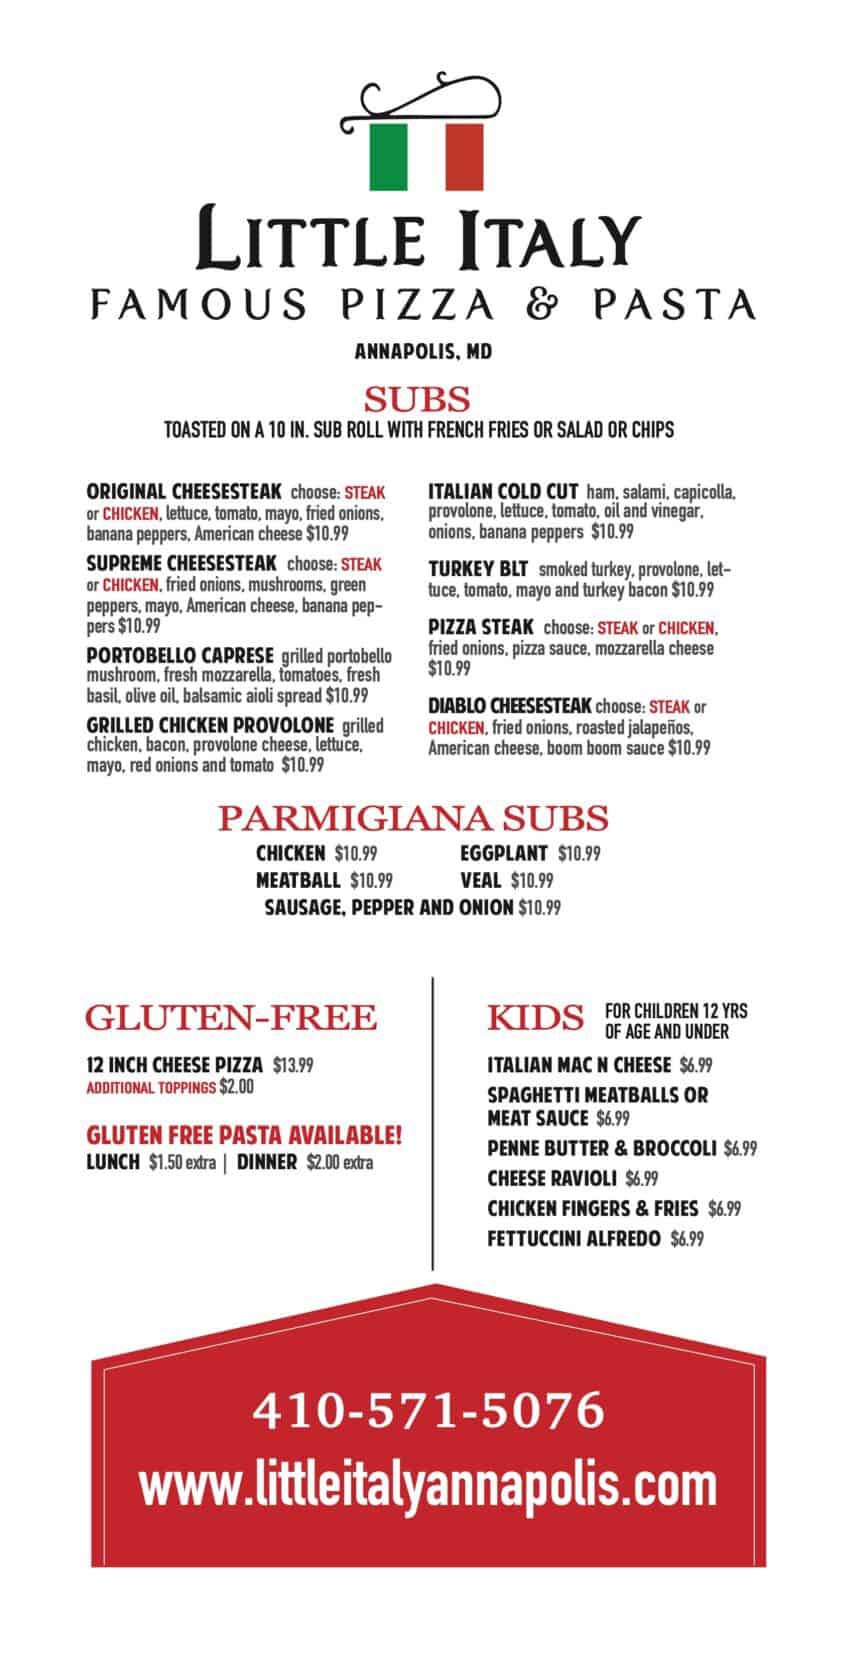 LITTLE ITALY
FAMOUS PIZZA & PASTA
ANNAPOLIS, MD
SUBS
TOASTED ON A 10 IN. SUB ROLL WITH FRENCH FRIES OR SALAD OR CHIPS
ORIGINAL CHEESESTEAK choose: STEAK
or CHICKEN, lettuce, tomato, mayo, fried onions,
banana peppers, American cheese $10.99
SUPREME CHEESESTEAK choose: STEAK
or CHICKEN, fried onions, mushrooms, green
peppers, mayo, American cheese, banana pep-
pers $10.99
PORTOBELLO CAPRESE grilled portobello
mushroom, fresh mozzarella, tomatoes, fresh
basil, olive oil, balsamic aioli spread $10.99
GRILLED CHICKEN PROVOLONE grilled
chicken, bacon, provolone cheese, lettuce,
mayo, red onions and tomato $10.99
ITALIAN COLD CUT ham, salami, capicolla,
provolone, lettuce, tomato, oil and vinegar,
onions, banana peppers $10.99
TURKEY BLT smoked turkey, provolone, let-
tuce, tomato, mayo and turkey bacon $10.99
PIZZA STEAK choose: STEAK or CHICKEN,
fried onions, pizza sauce, mozzarella cheese
$10.99
DIABLO CHEESESTEAK choose: STEAK or
CHICKEN, fried onions, roasted jalapeños,
American cheese, boom boom sauce $10.99
PARMIGIANA SUBS
CHICKEN $10.99 EGGPLANT $10.99
MEATBALL $10.99 VEAL $10.99
SAUSAGE, PEPPER AND ONION $10.99
GLUTEN-FREE
12 INCH CHEESE PIZZA $13.99
ADDITIONAL TOPPINGS $2.00
GLUTEN FREE PASTA AVAILABLE!
LUNCH $1.50 extra | DINNER $2.00 extra
KIDS FOR CHILDREN 12 YRS
OF AGE AND UNDER
ITALIAN MAC N CHEESE $6.99
SPAGHETTI MEATBALLS OR
MEAT SAUCE $6.99
PENNE BUTTER & BROCCOLI $6.99
CHEESE RAVIOLI $6.99
CHICKEN FINGERS & FRIES $6.99
FETTUCCINI ALFREDO $6.99
410-571-5076
www.littleitalyannapolis.com